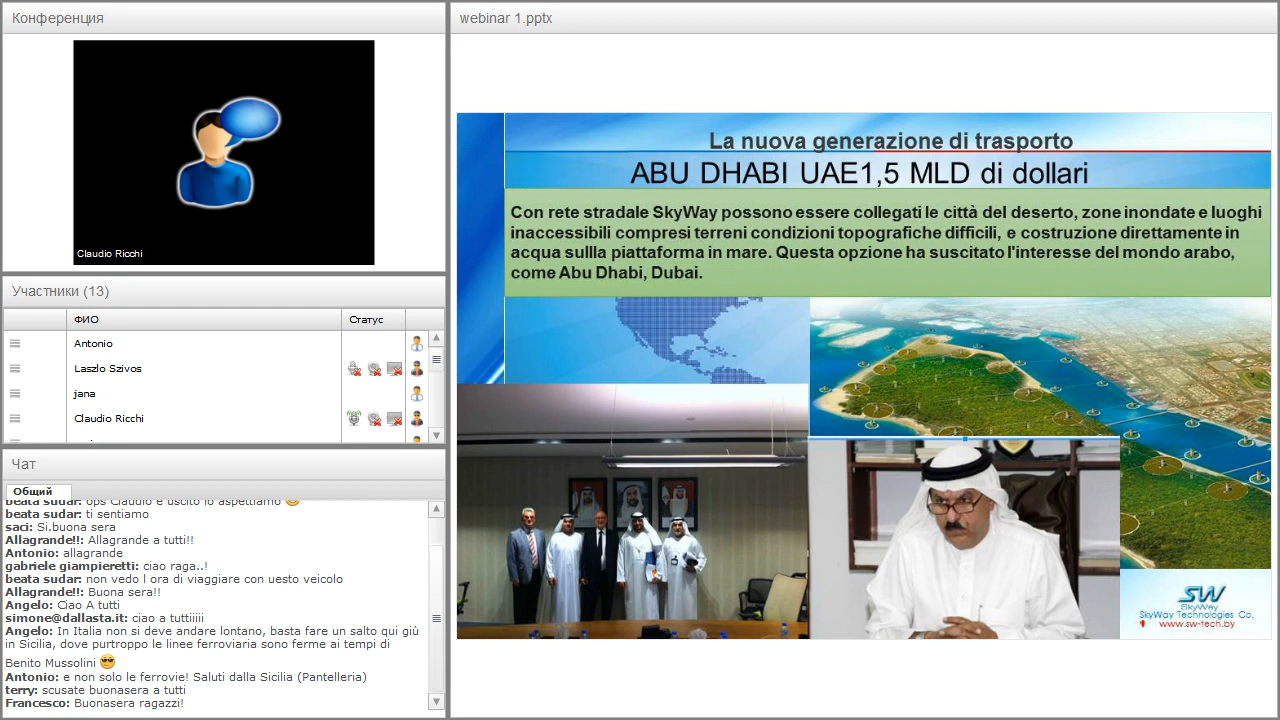 Конференция
Claudio Ricchi
Участники (13)
ФИО Статус
Antonio
Laszlo Szivos
jana
Claudio Ricchi
Чат
Общий
beata sudar: ops Claudio è uscito lo aspettiamo
beata sudar: ti sentiamo
saci: Si.buona sera
Allagrande!!: Allagrande a tutti!!
Antonio: allagrande
gabriele giampieretti: ciao raga..!
beata sudar: non vedo l ora di viaggiare con uesto veicolo
Allagrande!!: Buona sera!!
Angelo: Ciao A tutti
simone@dallasta.it: ciao a tuttiiiii
Angelo: In Italia non si deve andare lontano, basta fare un salto qui giù
in Sicilia, dove purtroppo le linee ferroviaria sono ferme ai tempi di
Benito Mussolini
Antonio: e non solo le ferrovie! Saluti dalla Sicilia (Pantelleria)
terry: scusate buonasera a tutti
Francesco: Buonasera ragazzi!
webinar 1.pptx
La nuova generazione di trasporto
ABU DHABI UAE1,5 MLD di dollari
Con rete stradale SkyWay possono essere collegati le città del deserto, zone inondate e luoghi
inaccessibili compresi terreni condizioni topografiche difficili, e costruzione direttamente in
acqua sullla piattaforma in mare. Questa opzione ha suscitato l'interesse del mondo arabo,
come Abu Dhabi, Dubai.
SW
SkyWay
SkyWay Technologies Co.
www.sw-tech.by